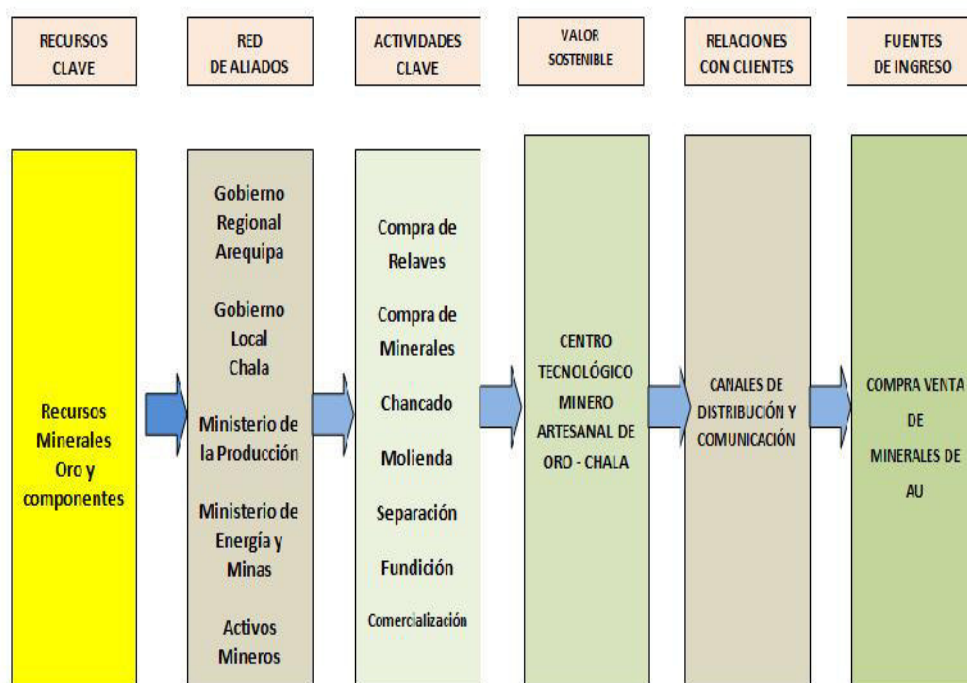 RECURSOS
CLAVE
RED
DE ALIADOS
ACTIVIDADES
CLAVE
VALOR
SOSTENIBLE
RELACIONES
CON CLIENTES
FUENTES
DE INGRESO
Recursos
Minerales
Oro y
componentes
Gobierno
Regional
Arequipa
Gobierno
Local
Chala
Ministerio de
la Producción
Ministerio de
Energía y
Minas
Activos
Mineros
Compra de
Relaves
Compra de
Minerales
Chancado
Molienda
Separación
Fundición
Comercialización
CENTRO
TECNOLÓGICO
MINERO
ARTESANAL DE
ORO - CHALA
CANALES DE
DISTRIBUCIÓN Y
COMUNICACIÓN
COMPRA VENTA
DE
MINERALES DE
AU